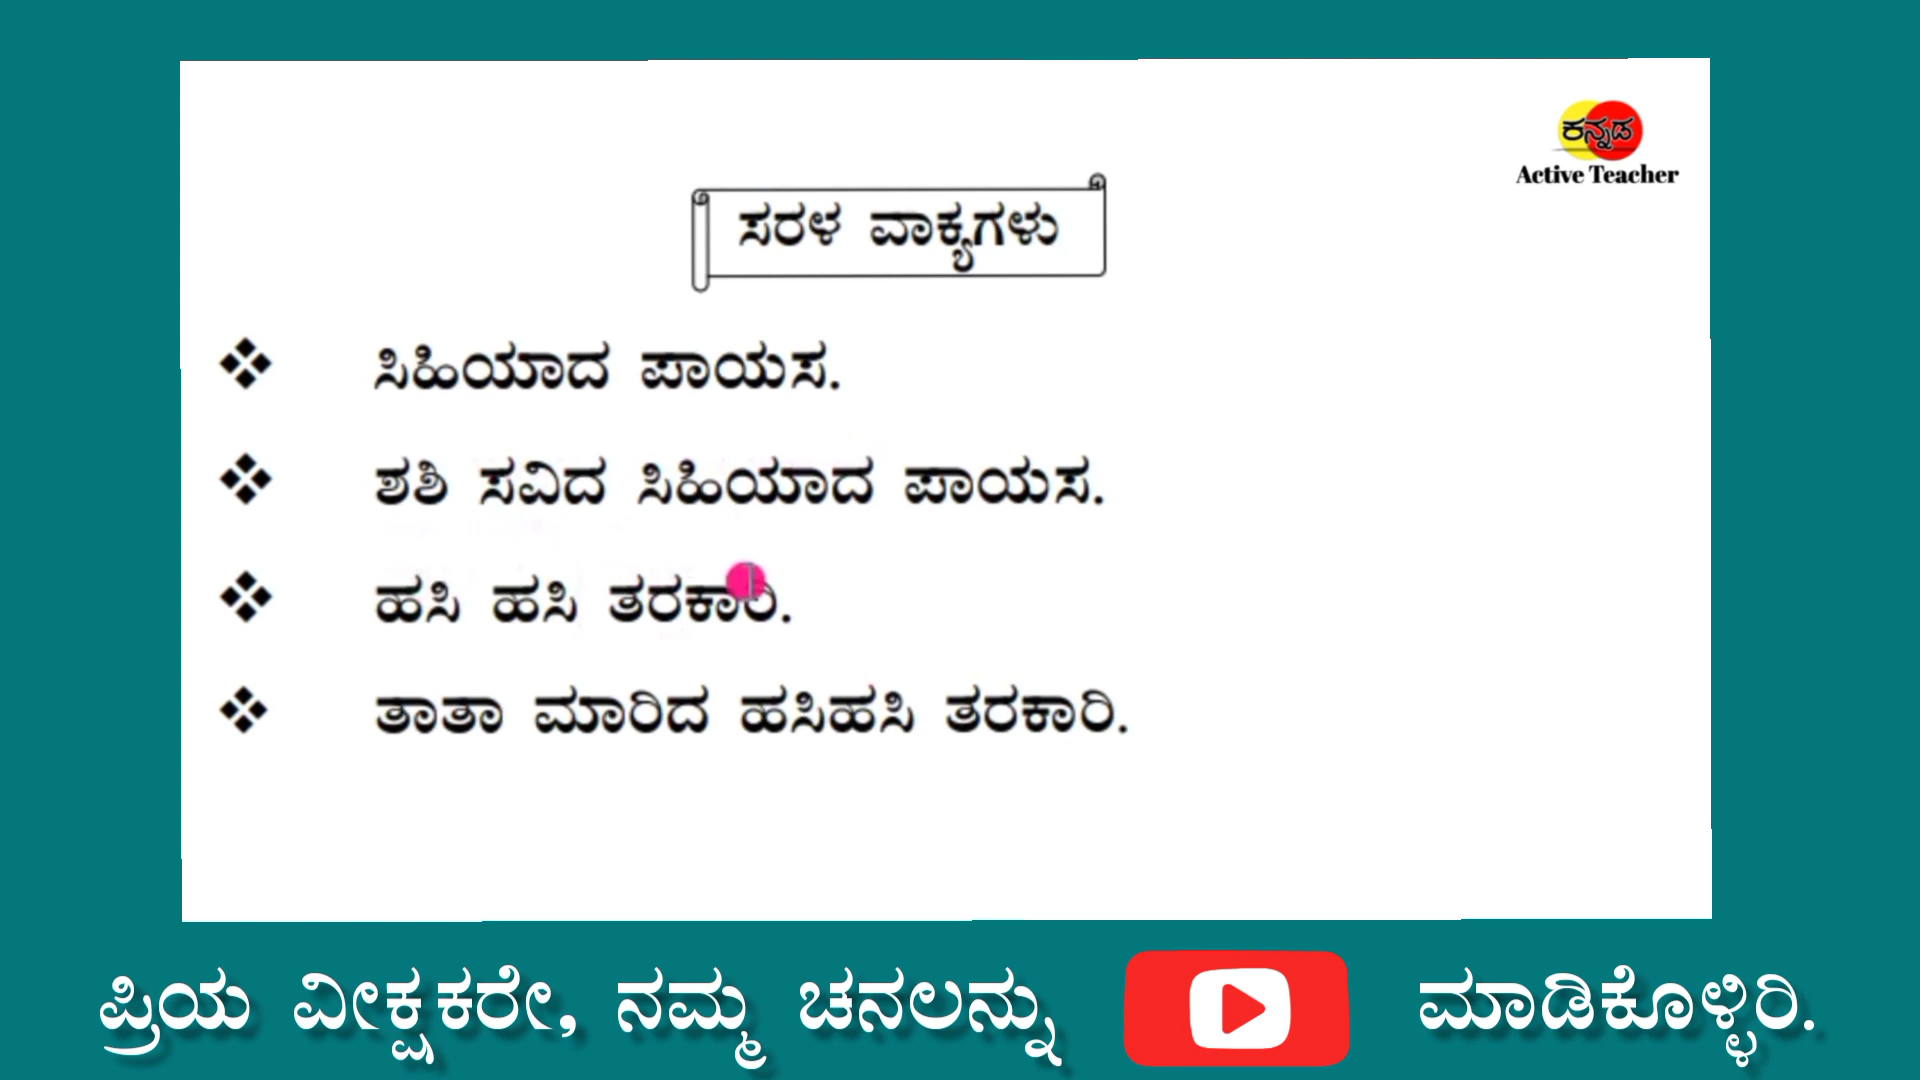 ಕನ್ನಡ
Active Teacher
ಸರಳ ವಾಕ್ಯಗಳು
ಸಿಹಿಯಾದ ಪಾಯಸ.
ಶಶಿ ಸವಿದ ಸಿಹಿಯಾದ ಪಾಯಸ.
ಹಸಿ ಹಸಿ ತರಕಾರಿ.
ತಾತಾ ಮಾರಿದ ಹಸಿಹಸಿ ತರಕಾರಿ.
ಪ್ರಿಯ ವೀಕ್ಷಕರೇ, ನಮ್ಮ ಚನಲನ್ನು ಮಾಡಿಕೊಳ್ಳಿರಿ.